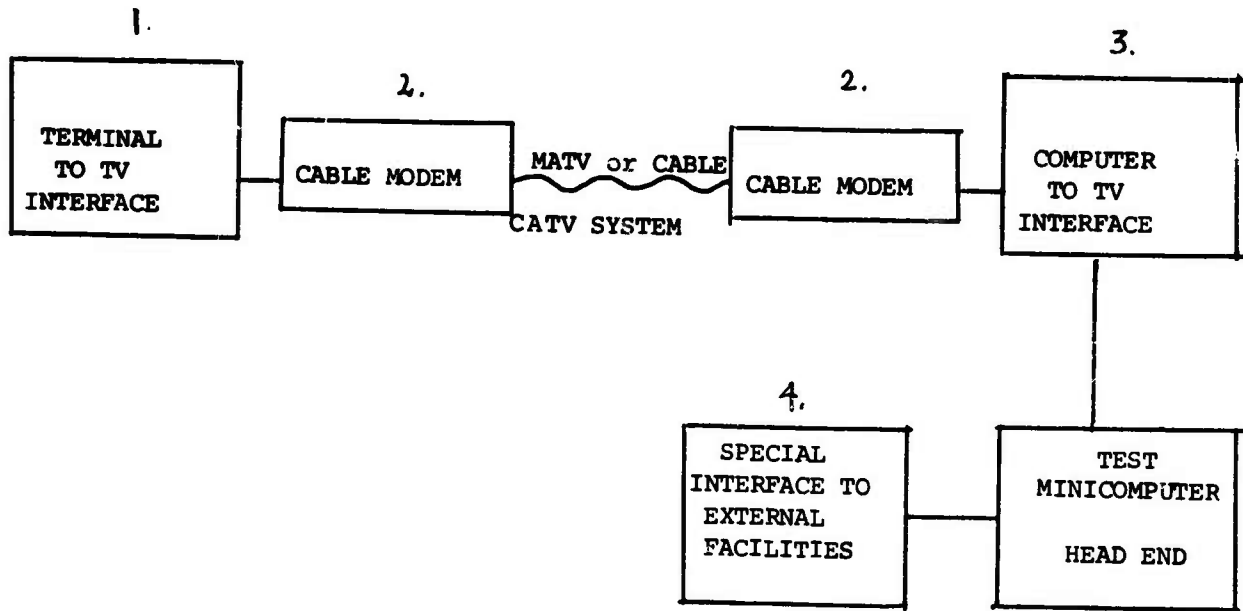 1.
TERMINAL
TO TV
INTERFACE
2.
CABLE MODEM
MATV or CABLE
CATV SYSTEM
2.
CABLE MODEM
3.
COMPUTER
TO TV
INTERFACE
4.
SPECIAL
INTERFACE TO
EXTERNAL
FACILITIES
TEST
MINICOMPUTER
HEAD END